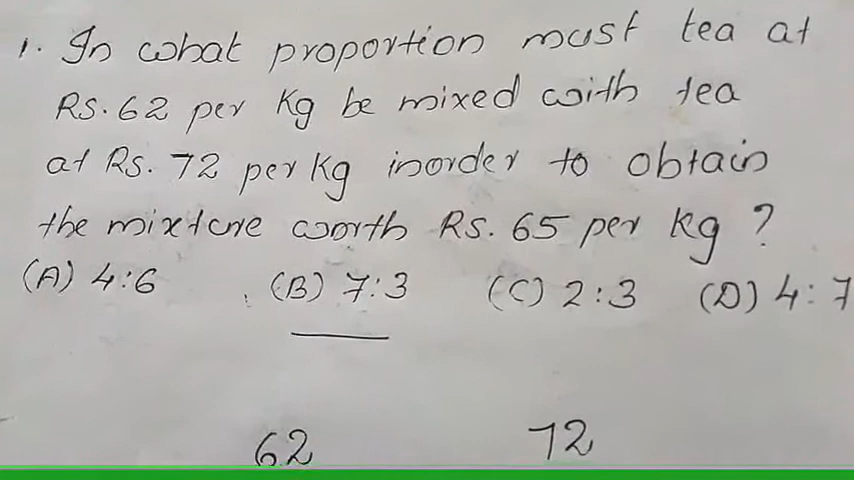 1. In what proportion must tea at
RS.62 per Kg be mixed with tea
at Rs. 72 per Kg inorder to obtain
the mixture worth Rs. 65 per kg ?
(A) 4:6 (B) 7:3 (C) 2:3 (D) 4:7
62 72